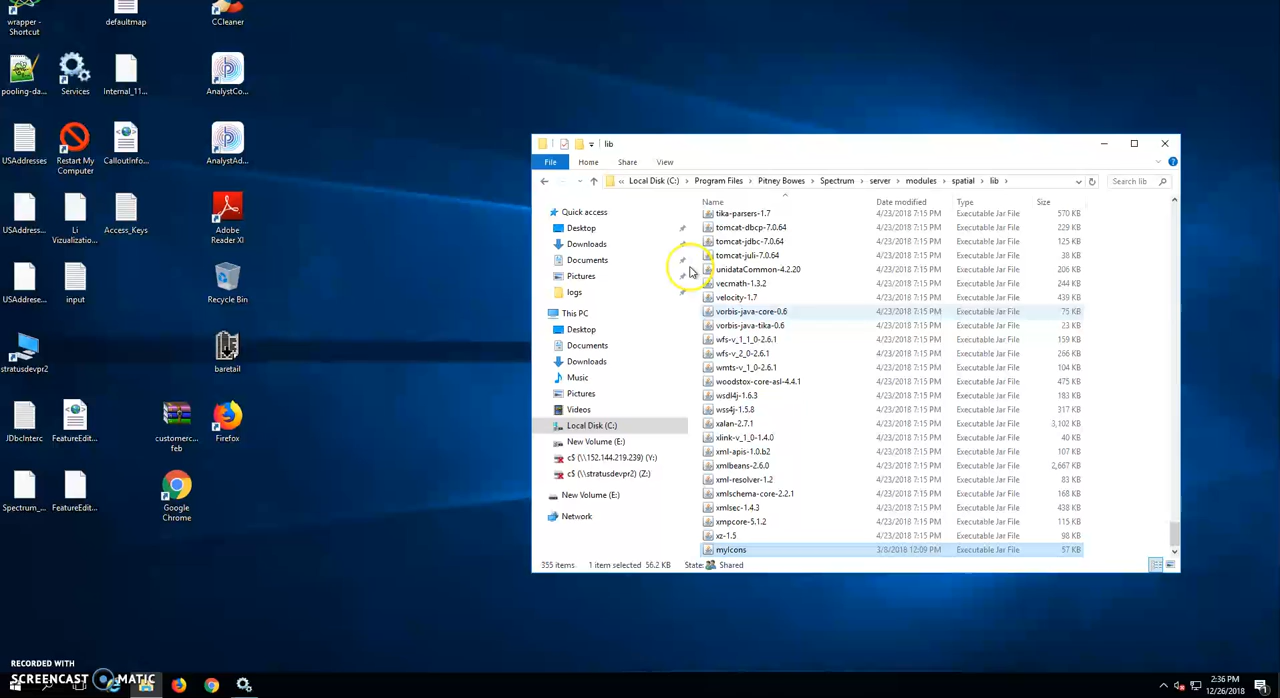 wrapper -
Shortcut
defaultmap
CCleaner
pooling-da...
Services
Internal_11...
AnalystCo...
USAddresses
Restart My
Computer
CalloutInfo...
AnalystAd...
USAddres...
Li
Vizualizatio...
Access_Keys
Adobe
Reader XI
USAddrese...
input
Recycle Bin
stratusdevpr2
baretail
JDbcInterc
FeatureEdit...
customerc...
feb
Firefox
Spectrum_...
FeatureEdit...
Google
Chrome
lib
File Home Share View
« Local Disk (C:) › Program Files › Pitney Bowes › Spectrum › server › modules › spatial › lib ›
Search lib
Quick access
Desktop
Downloads
Documents
Pictures
logs
This PC
Desktop
Documents
Downloads
Music
Pictures
Videos
Local Disk (C:)
New Volume (E:)
c$ (\\152.144.219.239) (Y:)
c$ (\\stratusdevpr2) (Z:)
New Volume (E:)
Network
Name Date modified Type Size
tika-parsers-1.7 4/23/2018 7:15 PM Executable Jar File 570 KB
tomcat-dbcp-7.0.64 4/23/2018 7:15 PM Executable Jar File 229 KB
tomcat-jdbc-7.0.64 4/23/2018 7:15 PM Executable Jar File 125 KB
tomcat-juli-7.0.64 4/23/2018 7:15 PM Executable Jar File 38 KB
unidataCommon-4.2.20 4/23/2018 7:15 PM Executable Jar File 206 KB
vecmath-1.3.2 4/23/2018 7:15 PM Executable Jar File 283 KB
velocity-1.7 4/23/2018 7:15 PM Executable Jar File 439 KB
vorbis-java-core-0.6 4/23/2018 7:15 PM Executable Jar File 75 KB
vorbis-java-tika-0.6 4/23/2018 7:15 PM Executable Jar File 23 KB
wfs-v_1_1_0-2.6.1 4/23/2018 7:15 PM Executable Jar File 159 KB
wfs-v_2_0-2.6.1 4/23/2018 7:15 PM Executable Jar File 266 KB
wmts-v_1_0-2.6.1 4/23/2018 7:15 PM Executable Jar File 104 KB
woodstox-core-asl-4.4.1 4/23/2018 7:15 PM Executable Jar File 475 KB
wsdl4j-1.6.3 4/23/2018 7:15 PM Executable Jar File 195 KB
wss4j-1.5.8 4/23/2018 7:15 PM Executable Jar File 317 KB
xalan-2.7.1 4/23/2018 7:15 PM Executable Jar File 3,102 KB
xlink-v_1_0-1.4.0 4/23/2018 7:15 PM Executable Jar File 40 KB
xml-apis-1.0.b2 4/23/2018 7:15 PM Executable Jar File 107 KB
xmlbeans-2.6.0 4/23/2018 7:15 PM Executable Jar File 2,667 KB
xml-resolver-1.2 4/23/2018 7:15 PM Executable Jar File 83 KB
xmlschema-core-2.2.1 4/23/2018 7:15 PM Executable Jar File 168 KB
xmlsec-1.4.3 4/23/2018 7:15 PM Executable Jar File 438 KB
xmpcore-5.1.2 4/23/2018 7:15 PM Executable Jar File 115 KB
xz-1.5 4/23/2018 7:15 PM Executable Jar File 98 KB
myIcons 3/8/2018 12:09 PM Executable Jar File 57 KB
355 items 1 item selected 56.2 KB State: Shared
RECORDED WITH
SCREENCAST MATIC
2:36 PM
12/26/2018